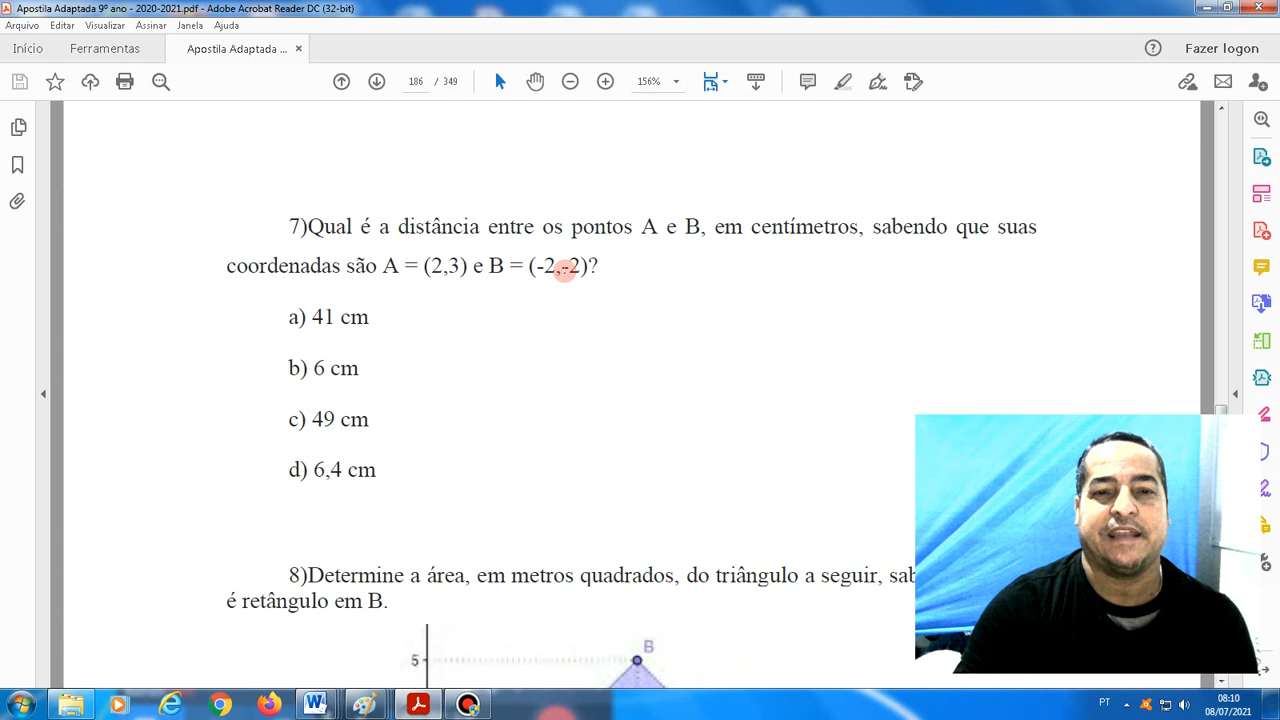 Apostila Adaptada 9º ano - 2020-2021.pdf - Adobe Acrobat Reader DC (32-bit)
Arquivo Editar Visualizar Assinar Janela Ajuda
Início Ferramentas Apostila Adaptada ... Fazer logon
186 / 349 156%
7)Qual é a distância entre os pontos A e B, em centímetros, sabendo que suas
coordenadas são A = (2,3) e B = (-2,-2)?
a) 41 cm
b) 6 cm
c) 49 cm
d) 6,4 cm
8)Determine a área, em metros quadrados, do triângulo a seguir, sab
é retângulo em B.
B
5
PT 08:10
08/07/2021